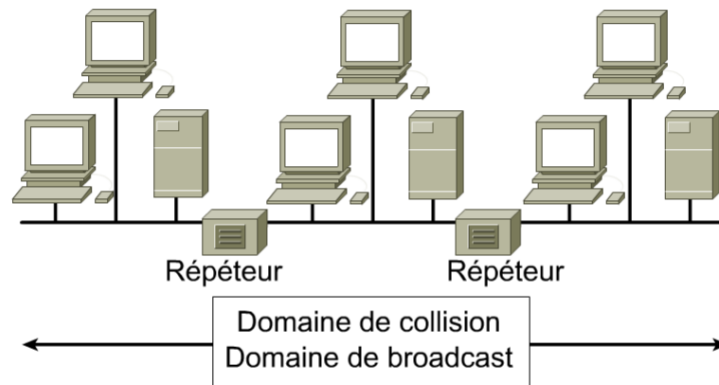 Répéteur
Répéteur
Domaine de collision
Domaine de broadcast